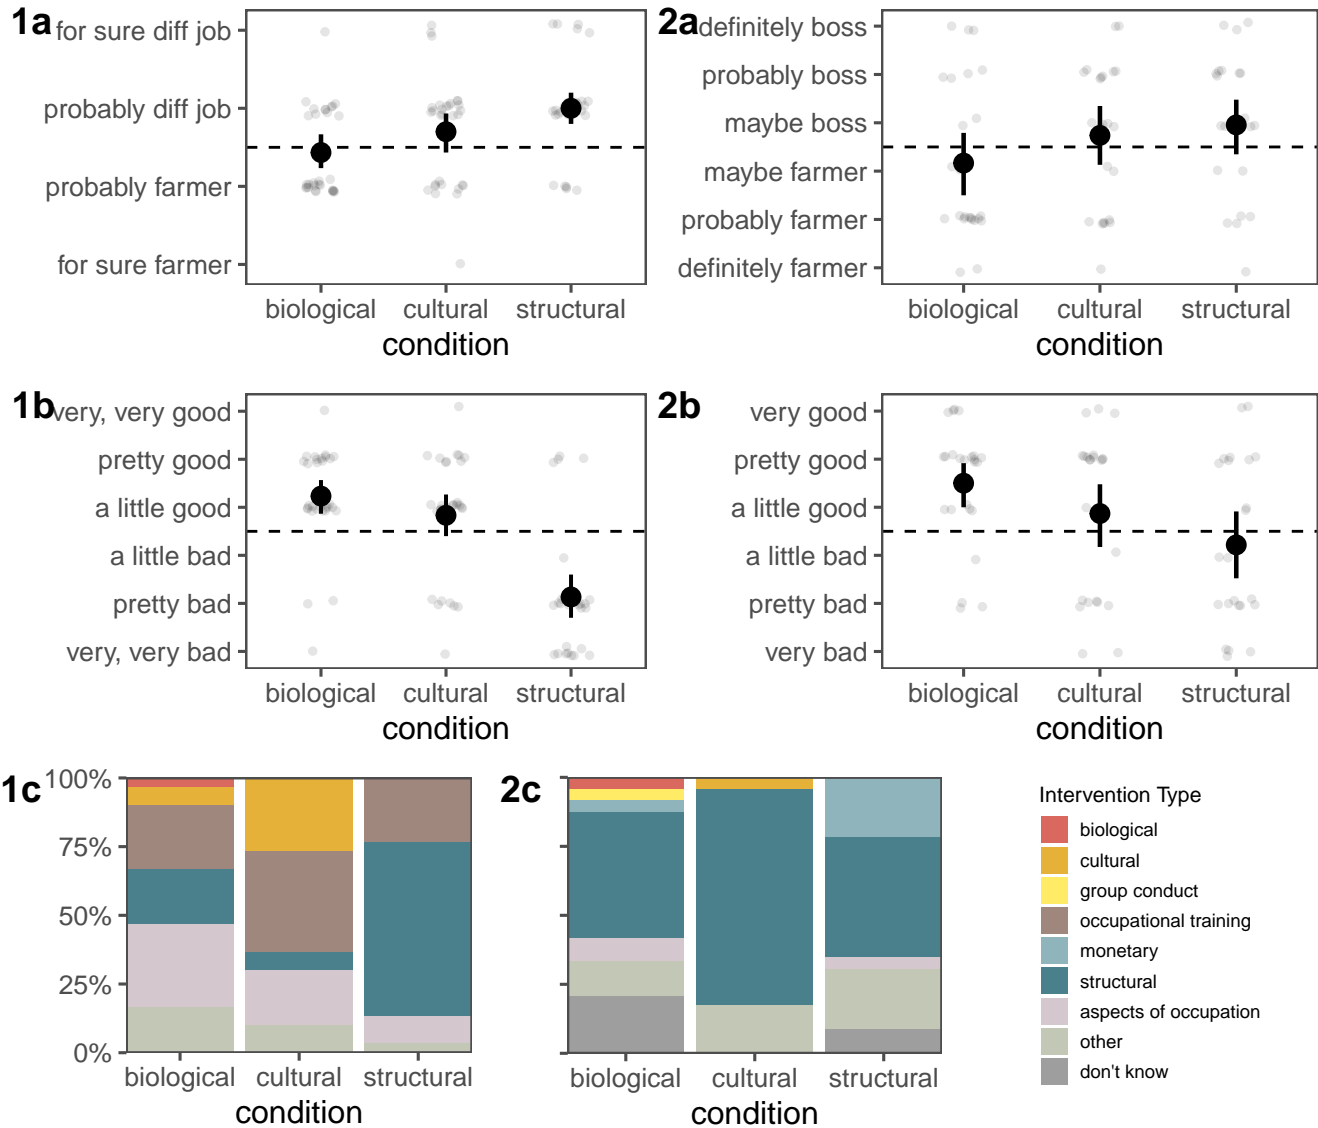 1a
for sure diff job
probably diff job
probably farmer
for sure farmer
biological cultural structural
condition
2a
definitely boss
probably boss
maybe boss
maybe farmer
probably farmer
definitely farmer
biological cultural structural
condition
1b
very, very good
pretty good
a little good
a little bad
pretty bad
very, very bad
biological cultural structural
condition
2b
very good
pretty good
a little good
a little bad
pretty bad
very bad
biological cultural structural
condition
1c
100%
75%
50%
25%
0%
biological cultural structural
condition
2c
biological cultural structural
condition
Intervention Type
biological
cultural
group conduct
occupational training
monetary
structural
aspects of occupation
other
don't know